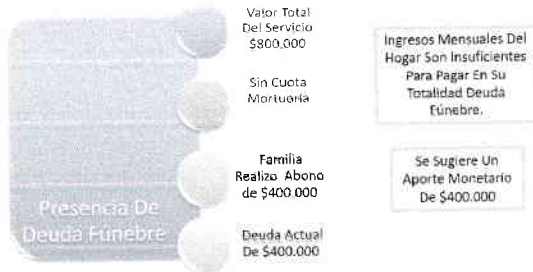 Valor Total
Del Servicio
$800.000
Sin Cuota
Mortuoria
Familia
Realizo Abono
de $400.000
Deuda Actual
De $400.000
Presencia De
Deuda Fúnebre
Ingresos Mensuales Del
Hogar Son Insuficientes
Para Pagar En Su
Totalidad Deuda
Fúnebre.
Se Sugiere Un
Aporte Monetario
De $400.000